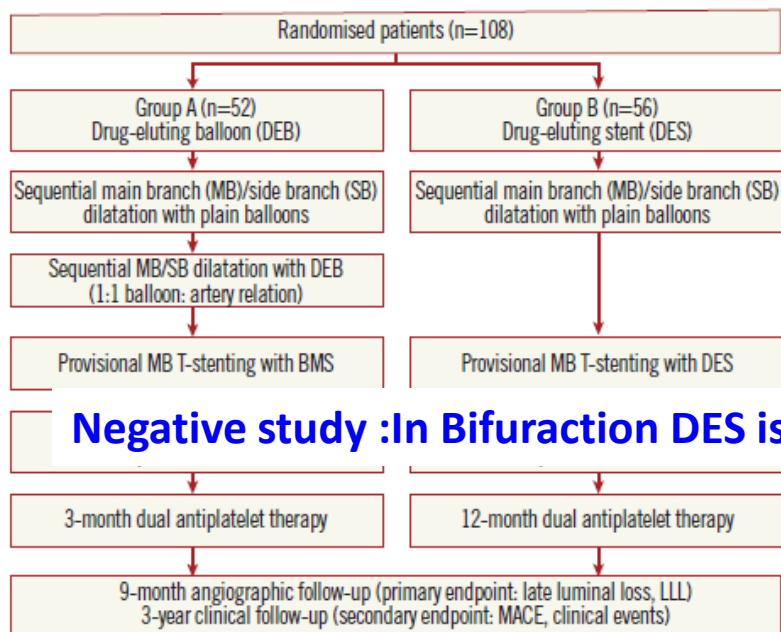 Randomised patients (n=108)
Group A (n=52)
Drug-eluting balloon (DEB)
Group B (n=56)
Drug-eluting stent (DES)
Sequential main branch (MB)/side branch (SB)
dilatation with plain balloons
Sequential main branch (MB)/side branch (SB)
dilatation with plain balloons
Sequential MB/SB dilatation with DEB
(1:1 balloon: artery relation)
Provisional MB T-stenting with BMS
Provisional MB T-stenting with DES
Negative study :In Bifuraction DES is
3-month dual antiplatelet therapy
12-month dual antiplatelet therapy
9-month angiographic follow-up (primary endpoint: late luminal loss, LLL)
3-year clinical follow-up (secondary endpoint: MACE, clinical events)